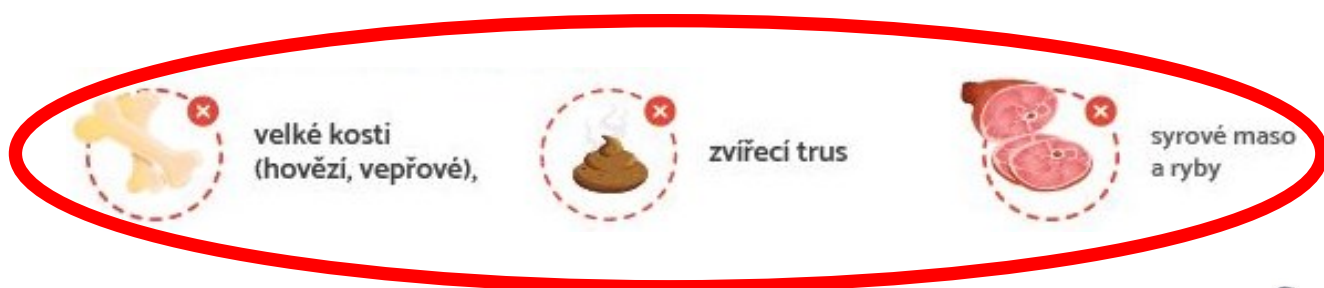 velké kosti
(hovězí, vepřové),
zvířecí trus
syrové maso
a ryby